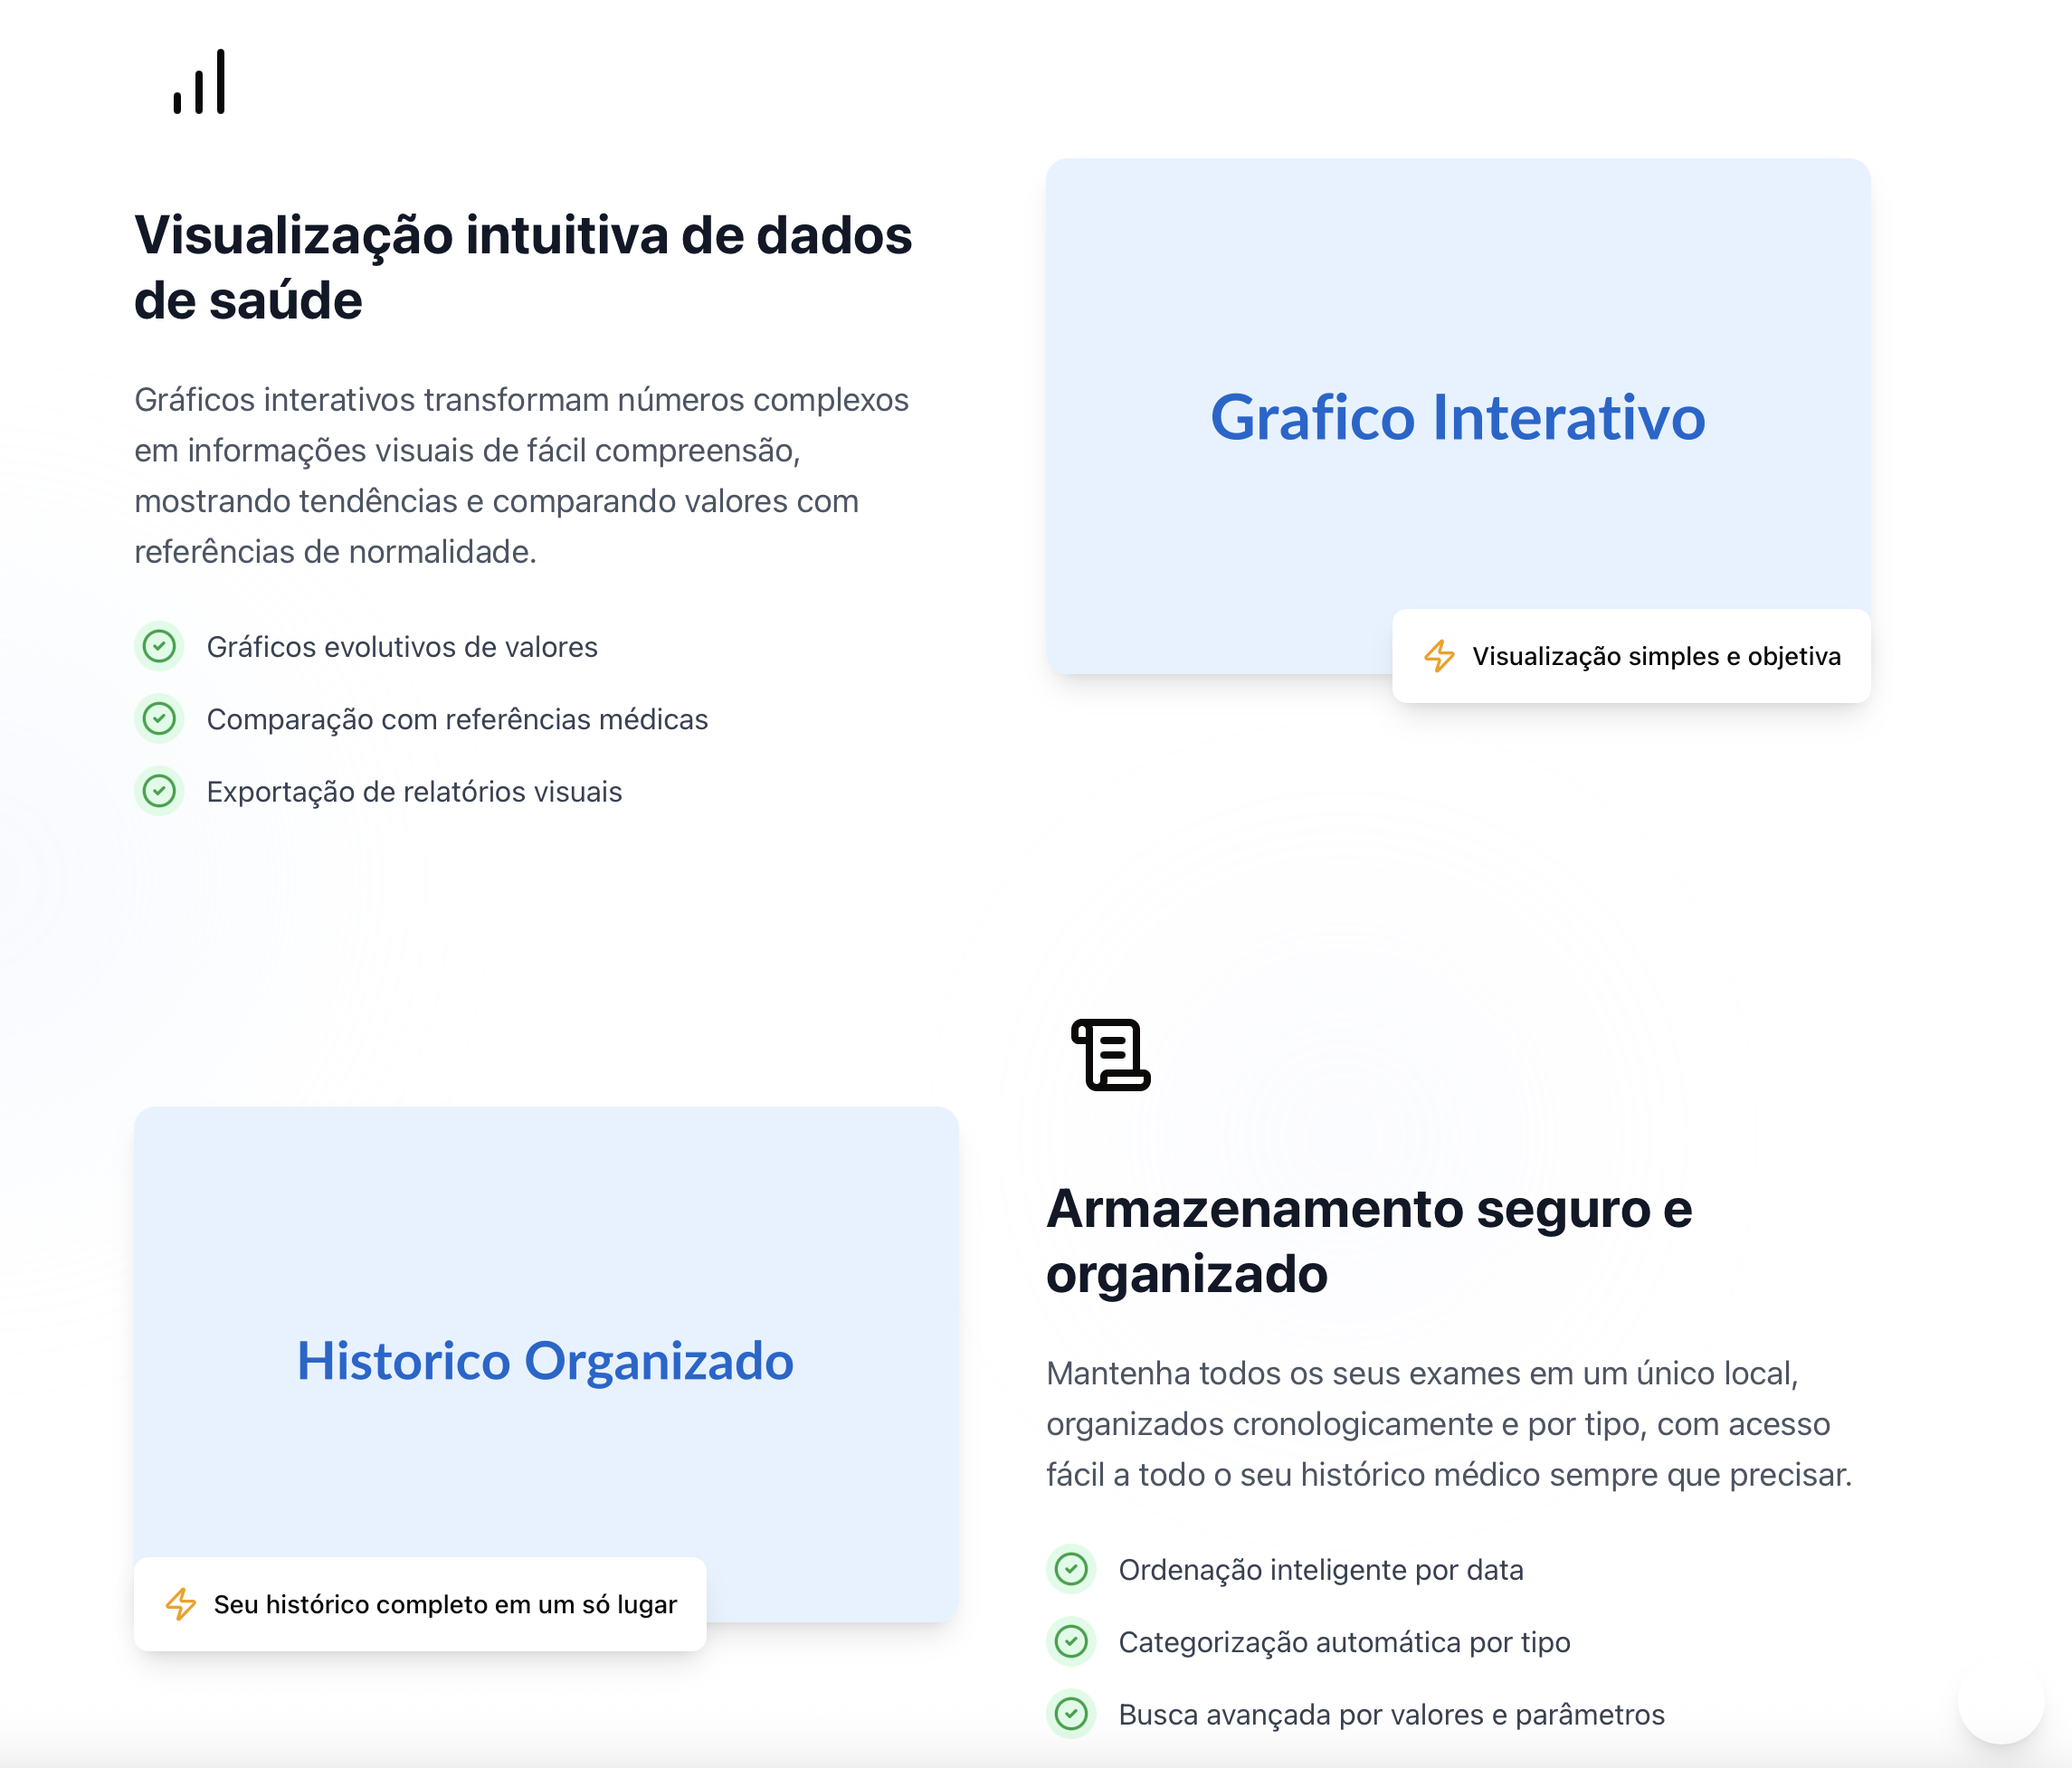 Visualização intuitiva de dados
de saúde
Gráficos interativos transformam números complexos
em informações visuais de fácil compreensão,
mostrando tendências e comparando valores com
referências de normalidade.
Gráficos evolutivos de valores
Comparação com referências médicas
Exportação de relatórios visuais
Grafico Interativo
Visualização simples e objetiva
Historico Organizado
Seu histórico completo em um só lugar
Armazenamento seguro e
organizado
Mantenha todos os seus exames em um único local,
organizados cronologicamente e por tipo, com acesso
fácil a todo o seu histórico médico sempre que precisar.
Ordenação inteligente por data
Categorização automática por tipo
Busca avançada por valores e parâmetros